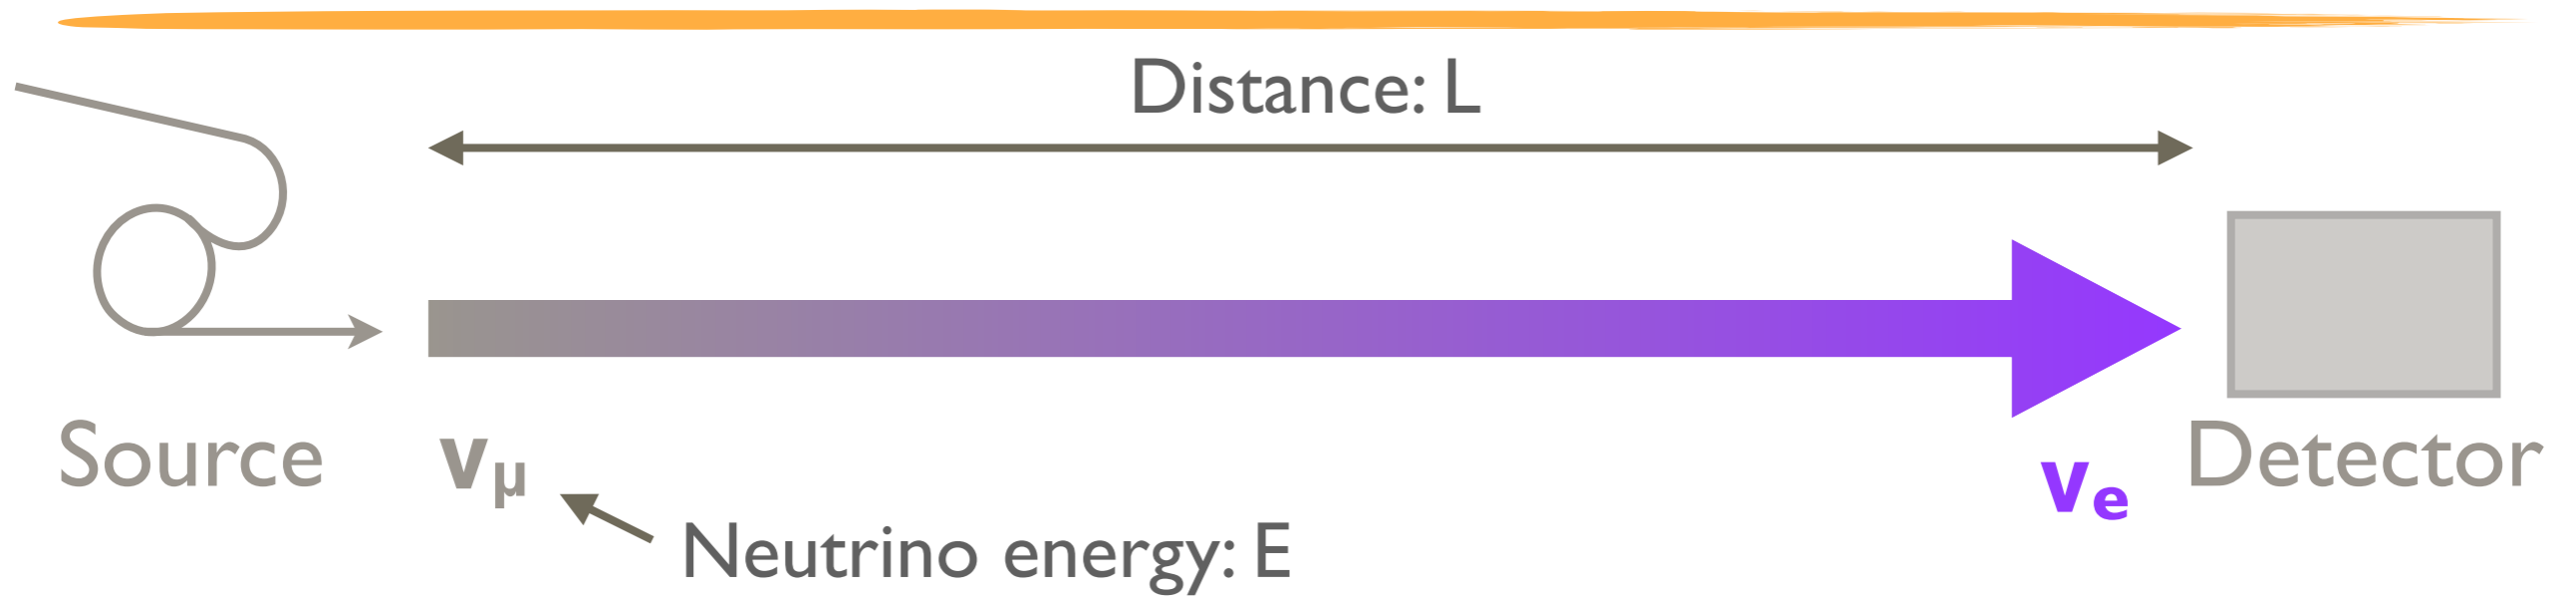 Distance: L
Source
νμ
νe
Detector
Neutrino energy: E